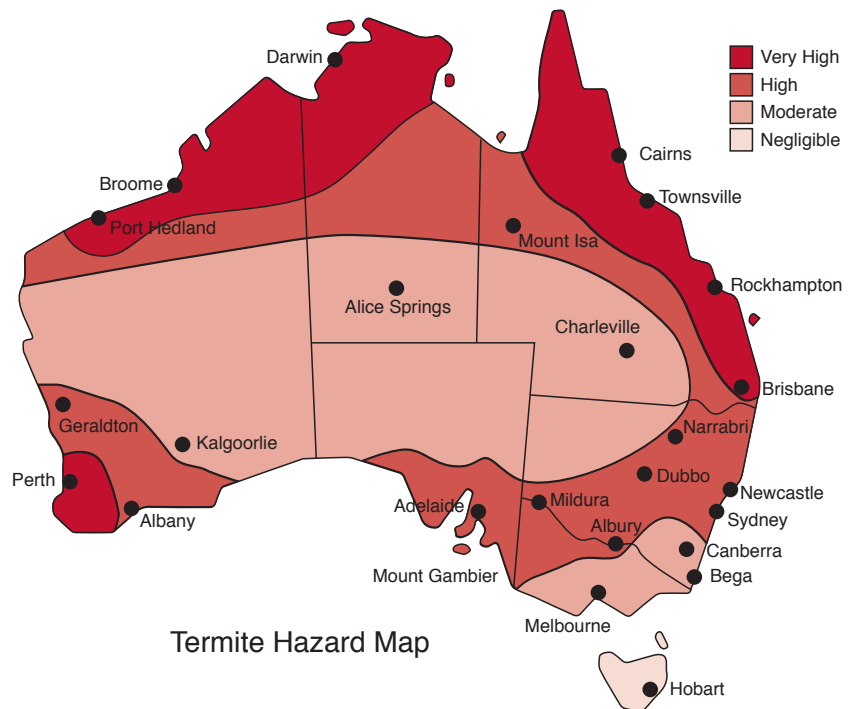 Darwin
Very High
High
Moderate
Negligible
Cairns
Broome
Townsville
Port Hedland
Mount Isa
Rockhampton
Alice Springs
Charleville
Brisbane
Geraldton
Narrabri
Kalgoorlie
Perth
Dubbo
Newcastle
Mildura
Adelaide
Albany
Sydney
Albury
Canberra
Mount Gambier
Bega
Melbourne
Termite Hazard Map
Hobart